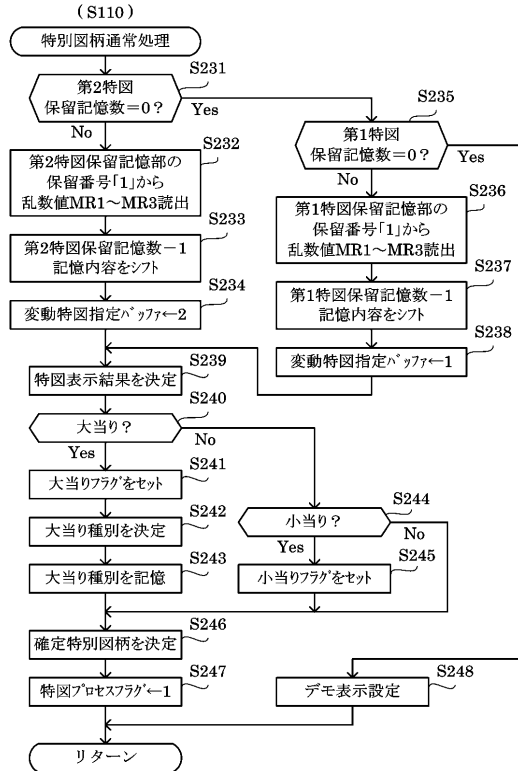 (S110)
特別図柄通常処理
S231
第2特図
保留記憶数=0?
Yes
No
S232
第2特図保留記憶部の
保留番号「1」から
乱数値MR1～MR3読出
S233
第2特図保留記憶数−1
記憶内容をシフト
S234
変動特図指定バッファ←2
S235
第1特図
保留記憶数=0?
Yes
No
S236
第1特図保留記憶部の
保留番号「1」から
乱数値MR1～MR3読出
S237
第1特図保留記憶数−1
記憶内容をシフト
S238
変動特図指定バッファ←1
S239
特図表示結果を決定
S240
大当り?
No
Yes
S241
大当りフラグをセット
S242
大当り種別を決定
S243
大当り種別を記憶
S244
小当り?
No
Yes
S245
小当りフラグをセット
S246
確定特別図柄を決定
S247
特図プロセスフラグ←1
S248
デモ表示設定
リターン